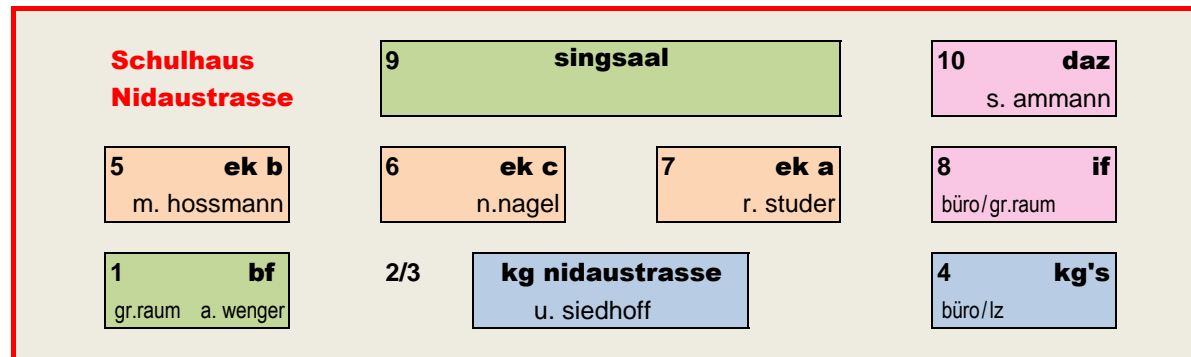 Schulhaus
Nidaustrasse
9 singsaal
10 daz
s. ammann
5 ek b
m. hossmann
6 ek c
n.nagel
7 ek a
r. studer
8 if
büro/gr.raum
1 bf
gr.raum a. wenger
2/3 kg nidaustrasse
u. siedhoff
4 kg's
büro/lz